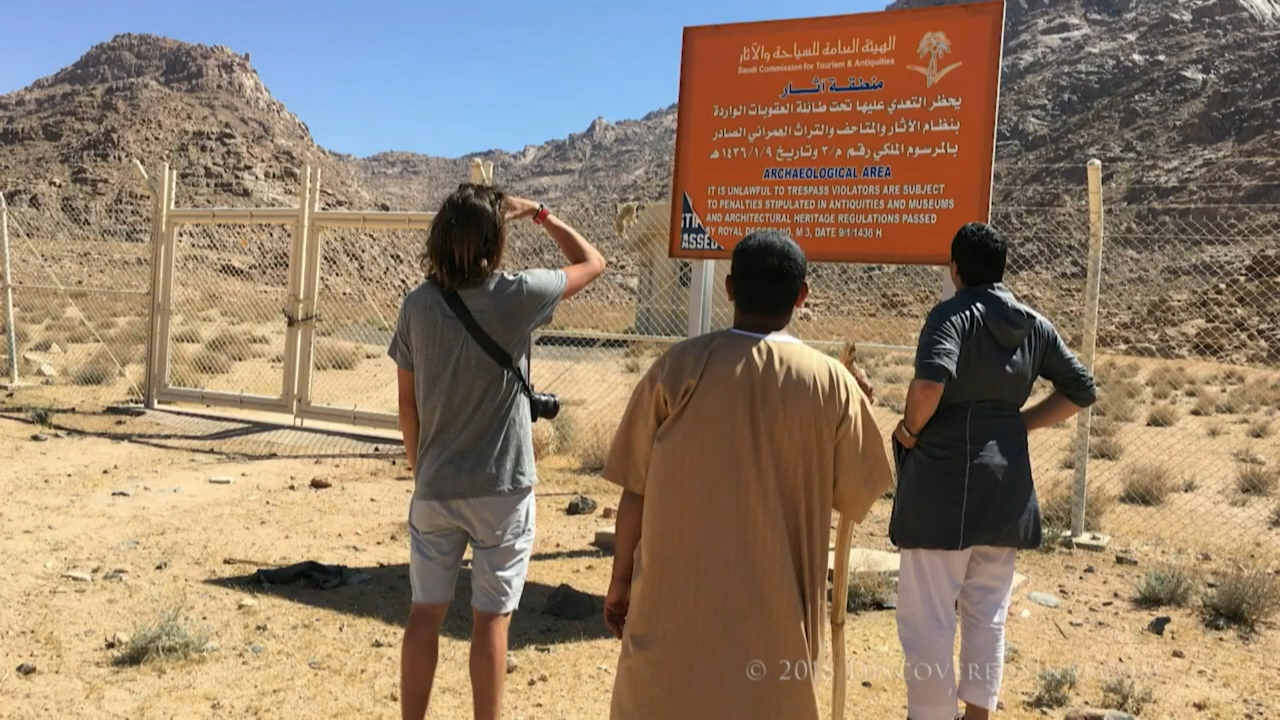 الهيئة العامة للسياحة والآثار
Saudi Commission for Tourism & Antiquities
منطقة آثار
يحظر التعدي عليها تحت طائلة العقوبات الواردة
بنظام الآثار والمتاحف والتراث العمراني الصادر
بالمرسوم الملكي رقم م/٣ وتاريخ ١٤٣٦/١/٩هـ
ARCHAEOLOGICAL AREA
IT IS UNLAWFUL TO TRESPASS VIOLATORS ARE SUBJECT
TO PENALTIES STIPULATED IN ANTIQUITIES AND MUSEUMS
AND ARCHITECTURAL HERITAGE REGULATIONS PASSED
BY ROYAL DECREE NO. M 3, DATE 9/1/1436 H